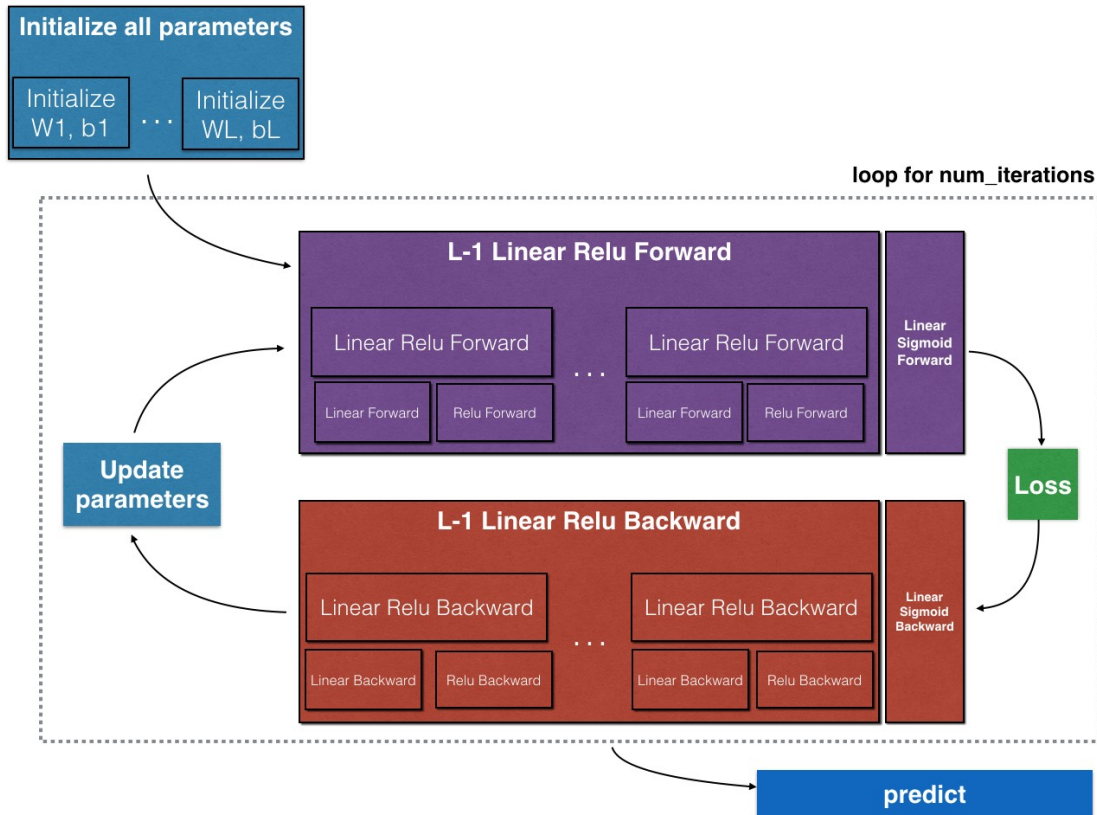 Initialize all parameters
Initialize
W1, b1
. . .
Initialize
WL, bL
loop for num_iterations
L-1 Linear Relu Forward
Linear Relu Forward
Linear Forward
Relu Forward
. . .
Linear Relu Forward
Linear Forward
Relu Forward
Linear
Sigmoid
Forward
Update
parameters
Loss
L-1 Linear Relu Backward
Linear Relu Backward
Linear Backward
Relu Backward
. . .
Linear Relu Backward
Linear Backward
Relu Backward
Linear
Sigmoid
Backward
predict